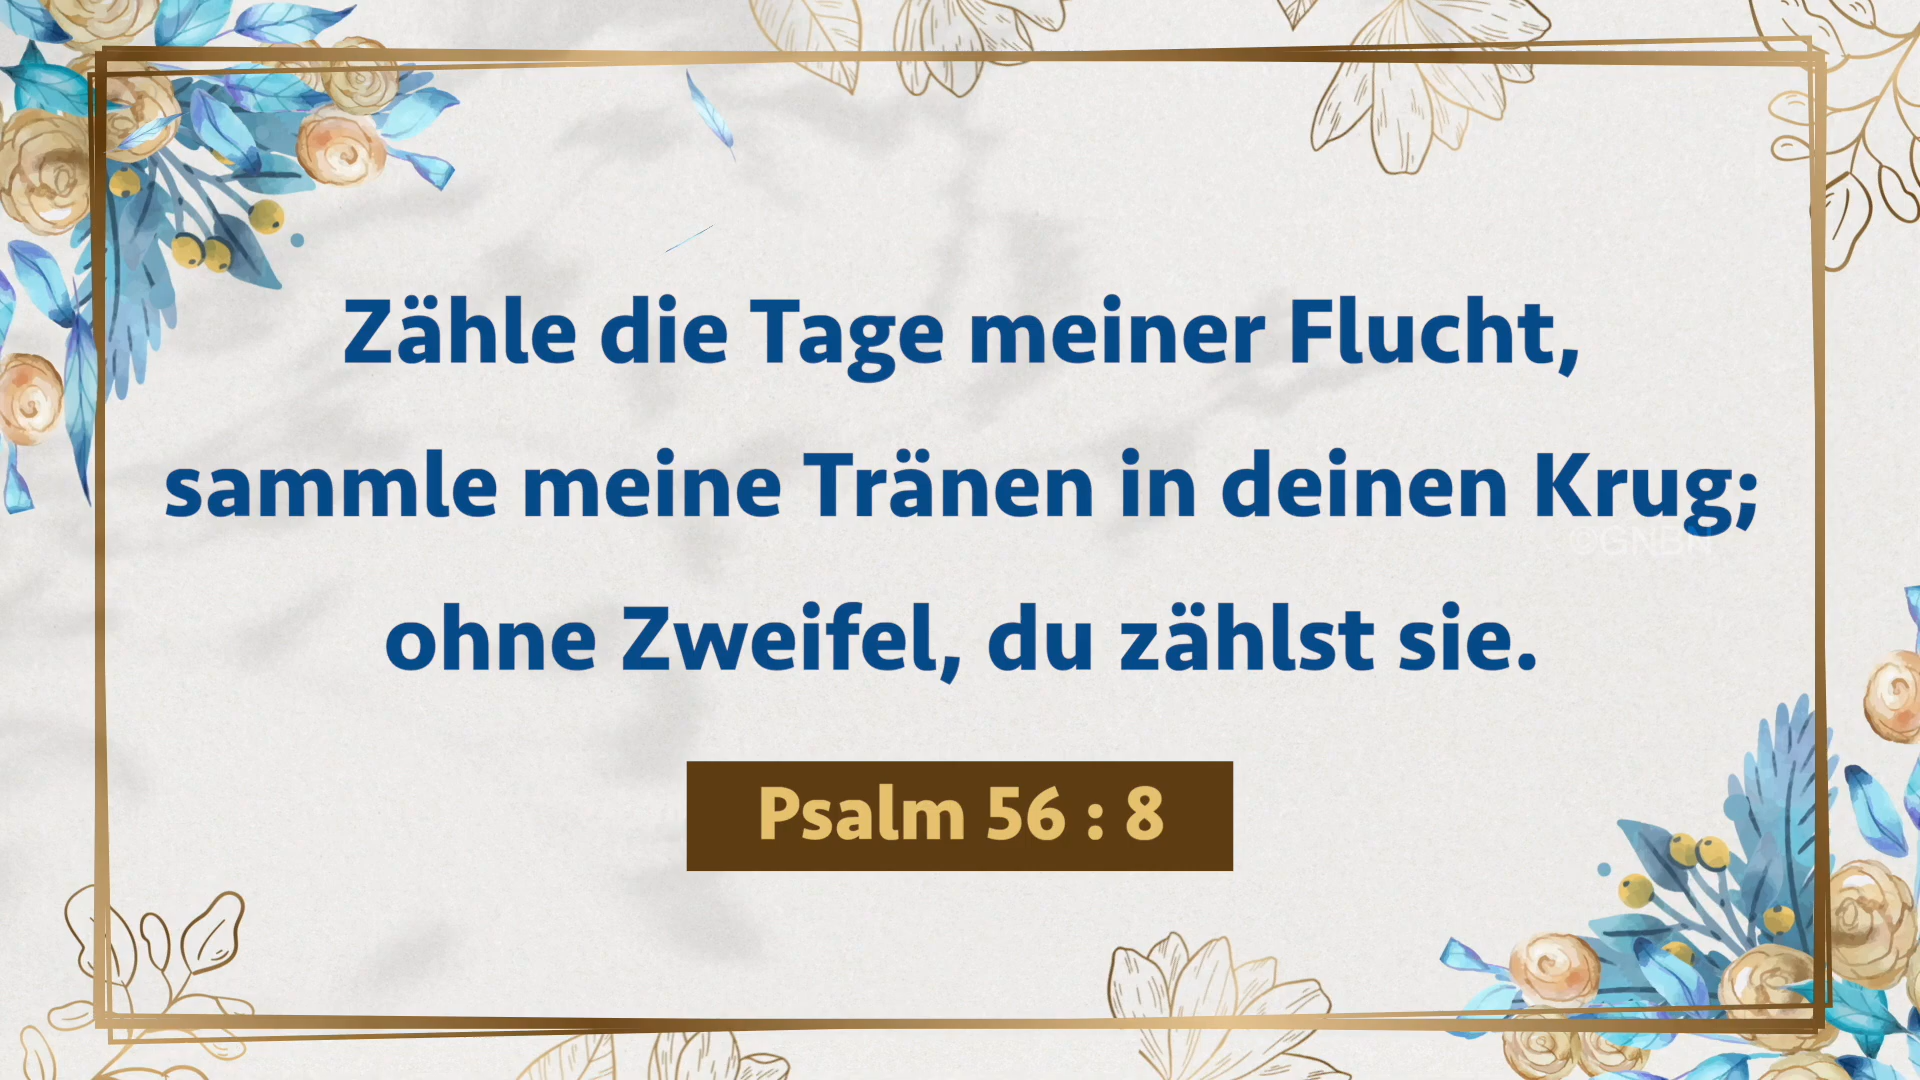 Zähle die Tage meiner Flucht,
sammle meine Tränen in deinen Krug;
©GNBN
ohne Zweifel, du zählst sie.
Psalm 56 : 8